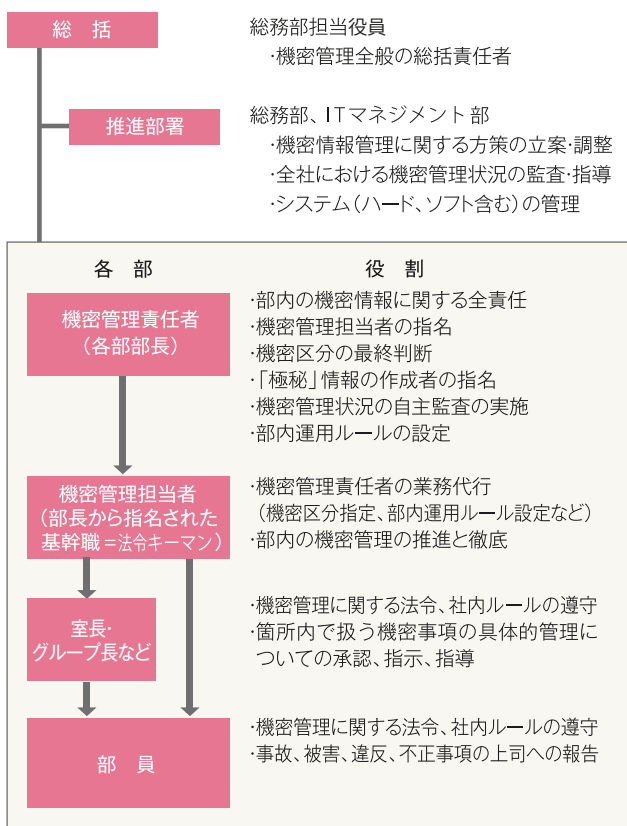 総　括
総務部担当役員
・機密管理全般の総括責任者
推進部署
総務部、ITマネジメント部
・機密情報管理に関する方策の立案・調整
・全社における機密管理状況の監査・指導
・システム（ハード、ソフト含む）の管理
各　部
役　割
機密管理責任者
（各部部長）
・部内の機密情報に関する全責任
・機密管理担当者の指名
・機密区分の最終判断
・「極秘」情報の作成者の指名
・機密管理状況の自主監査の実施
・部内運用ルールの設定
機密管理担当者
（部長から指名された
基幹職＝法令キーマン）
・機密管理責任者の業務代行
（機密区分指定、部内運用ルール設定など）
・部内の機密管理の推進と徹底
室長・
グループ長など
・機密管理に関する法令、社内ルールの遵守
・箇所内で扱う機密事項の具体的管理に
ついての承認、指示、指導
部　員
・機密管理に関する法令、社内ルールの遵守
・事故、被害、違反、不正事項の上司への報告